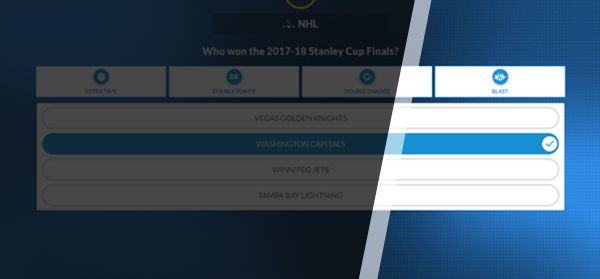 NHL
Who won the 2017-18 Stanley Cup Finals?
EXTRA TIME
2X
DOUBLE POINTS
DOUBLE CHANCE
BLAST
VEGAS GOLDEN KNIGHTS
WASHINGTON CAPITALS
WINNIPEG JETS
TAMPA BAY LIGHTNING